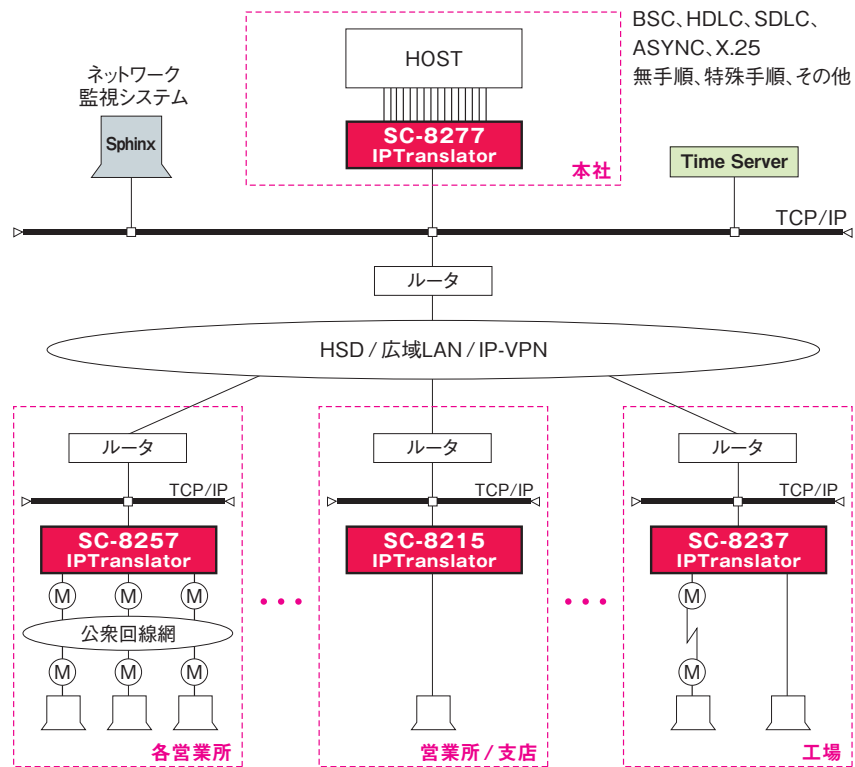 BSC、HDLC、SDLC、
ASYNC、X.25
無手順、特殊手順、その他
HOST
ネットワーク
監視システム
Sphinx
SC-8277
IPTranslator
本社
Time Server
TCP/IP
ルータ
HSD / 広域LAN / IP-VPN
ルータ
ルータ
ルータ
TCP/IP
TCP/IP
TCP/IP
SC-8257
IPTranslator
SC-8215
IPTranslator
SC-8237
IPTranslator
M M M
M
公衆回線網
M M M
M
各営業所
営業所 / 支店
工場